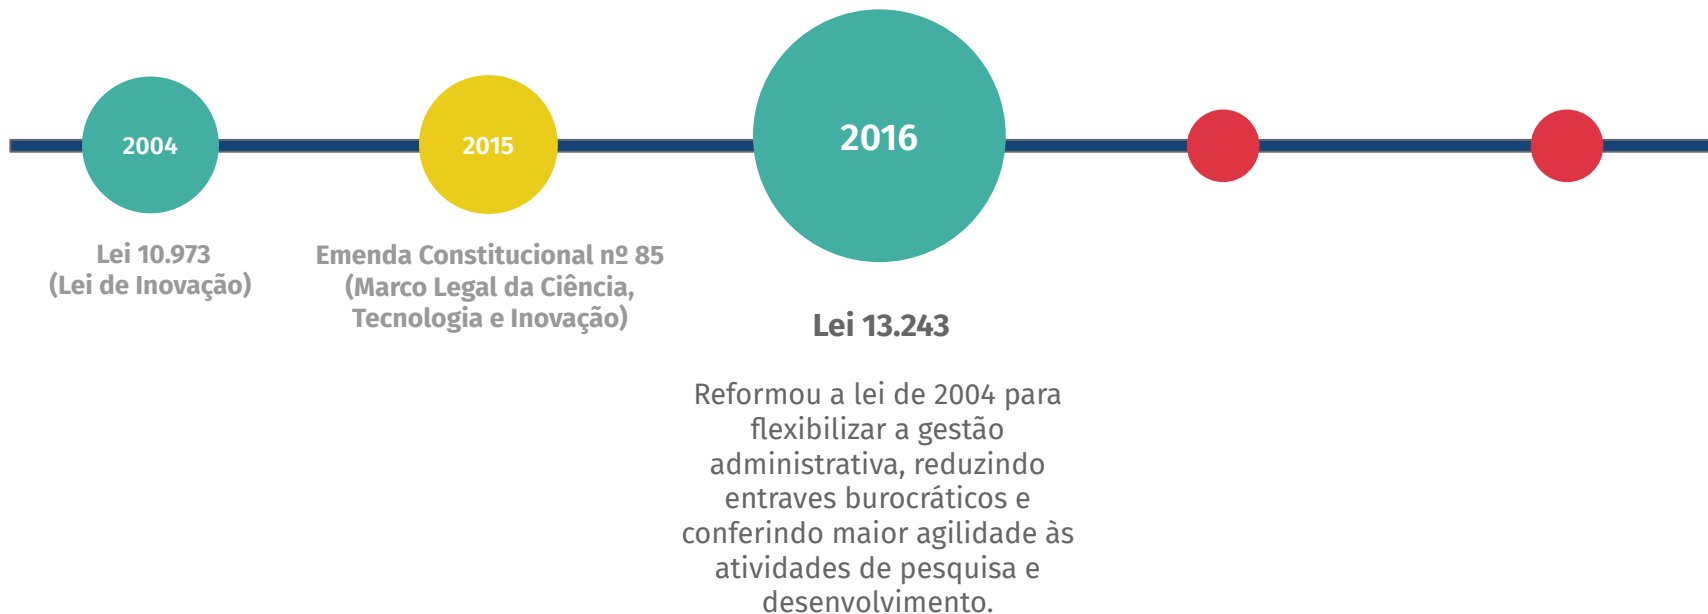 2004
2015
2016
Lei 10.973
(Lei de Inovação)
Emenda Constitucional nº 85
(Marco Legal da Ciência,
Tecnologia e Inovação)
Lei 13.243
Reformou a lei de 2004 para
flexibilizar a gestão
administrativa, reduzindo
entraves burocráticos e
conferindo maior agilidade às
atividades de pesquisa e
desenvolvimento.